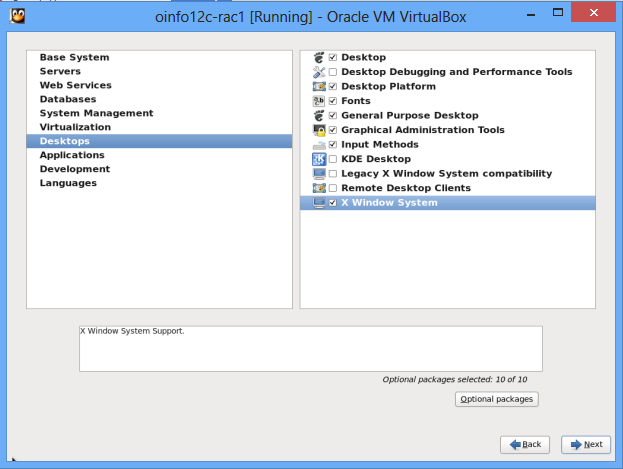 oinfo12c-rac1 [Running] - Oracle VM VirtualBox
Base System
Servers
Web Services
Databases
System Management
Virtualization
Desktops
Applications
Development
Languages
Desktop
Desktop Debugging and Performance Tools
Desktop Platform
Fonts
General Purpose Desktop
Graphical Administration Tools
Input Methods
KDE Desktop
Legacy X Window System compatibility
Remote Desktop Clients
X Window System
X Window System Support.
Optional packages selected: 10 of 10
Optional packages
Back
Next